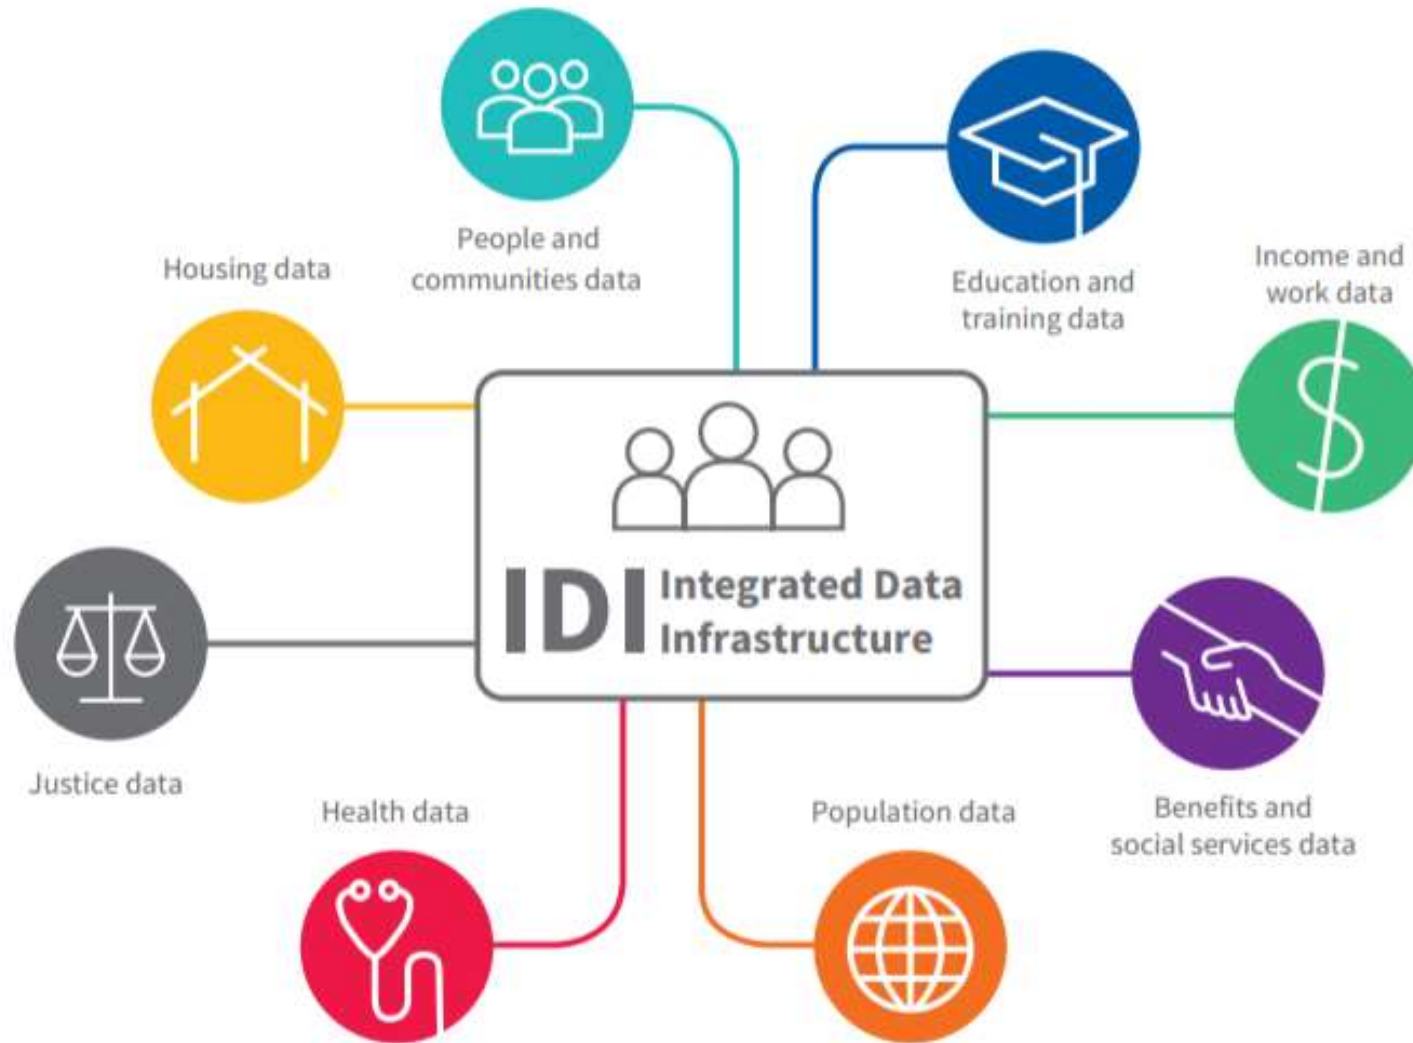 People and
communities data
Education and
training data
Housing data
Income and
work data
IDI
Integrated Data
Infrastructure
Justice data
Benefits and
social services data
Health data
Population data